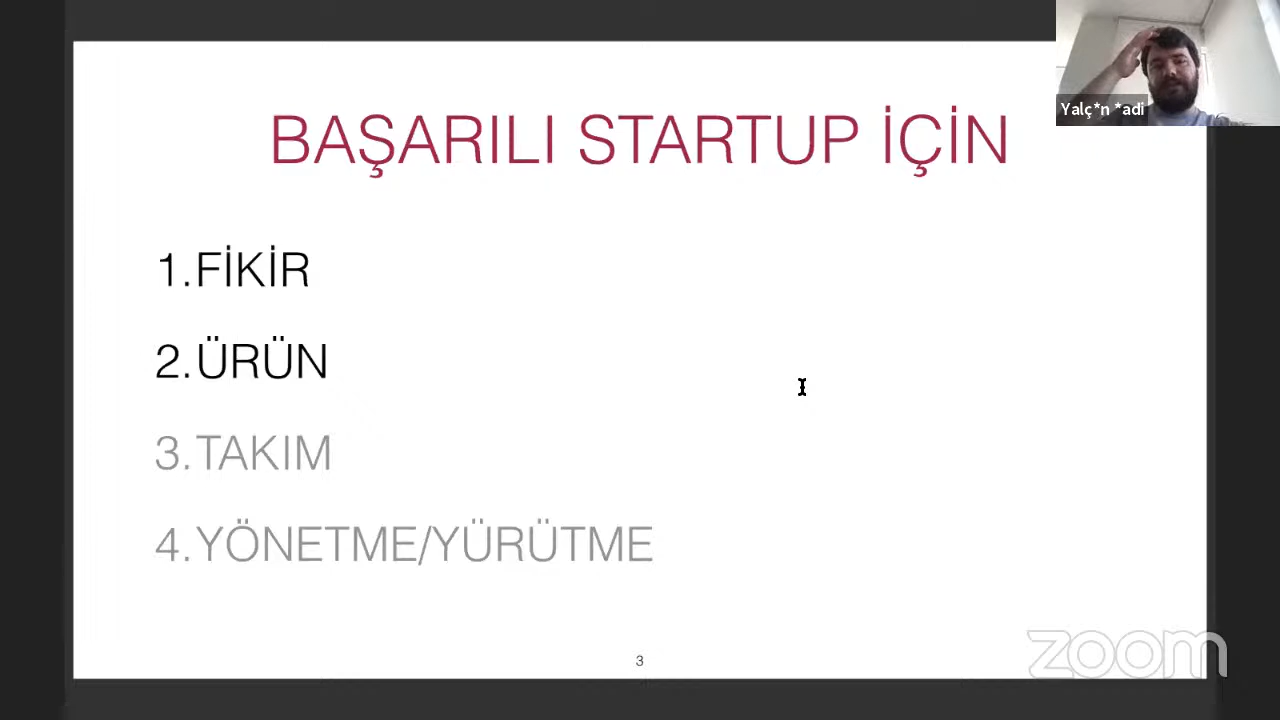 BAŞARILI STARTUP İÇİN
Yalç*n *adi
1.FİKİR
2.ÜRÜN
3.TAKIM
4.YÖNETME/YÜRÜTME
3
zoom